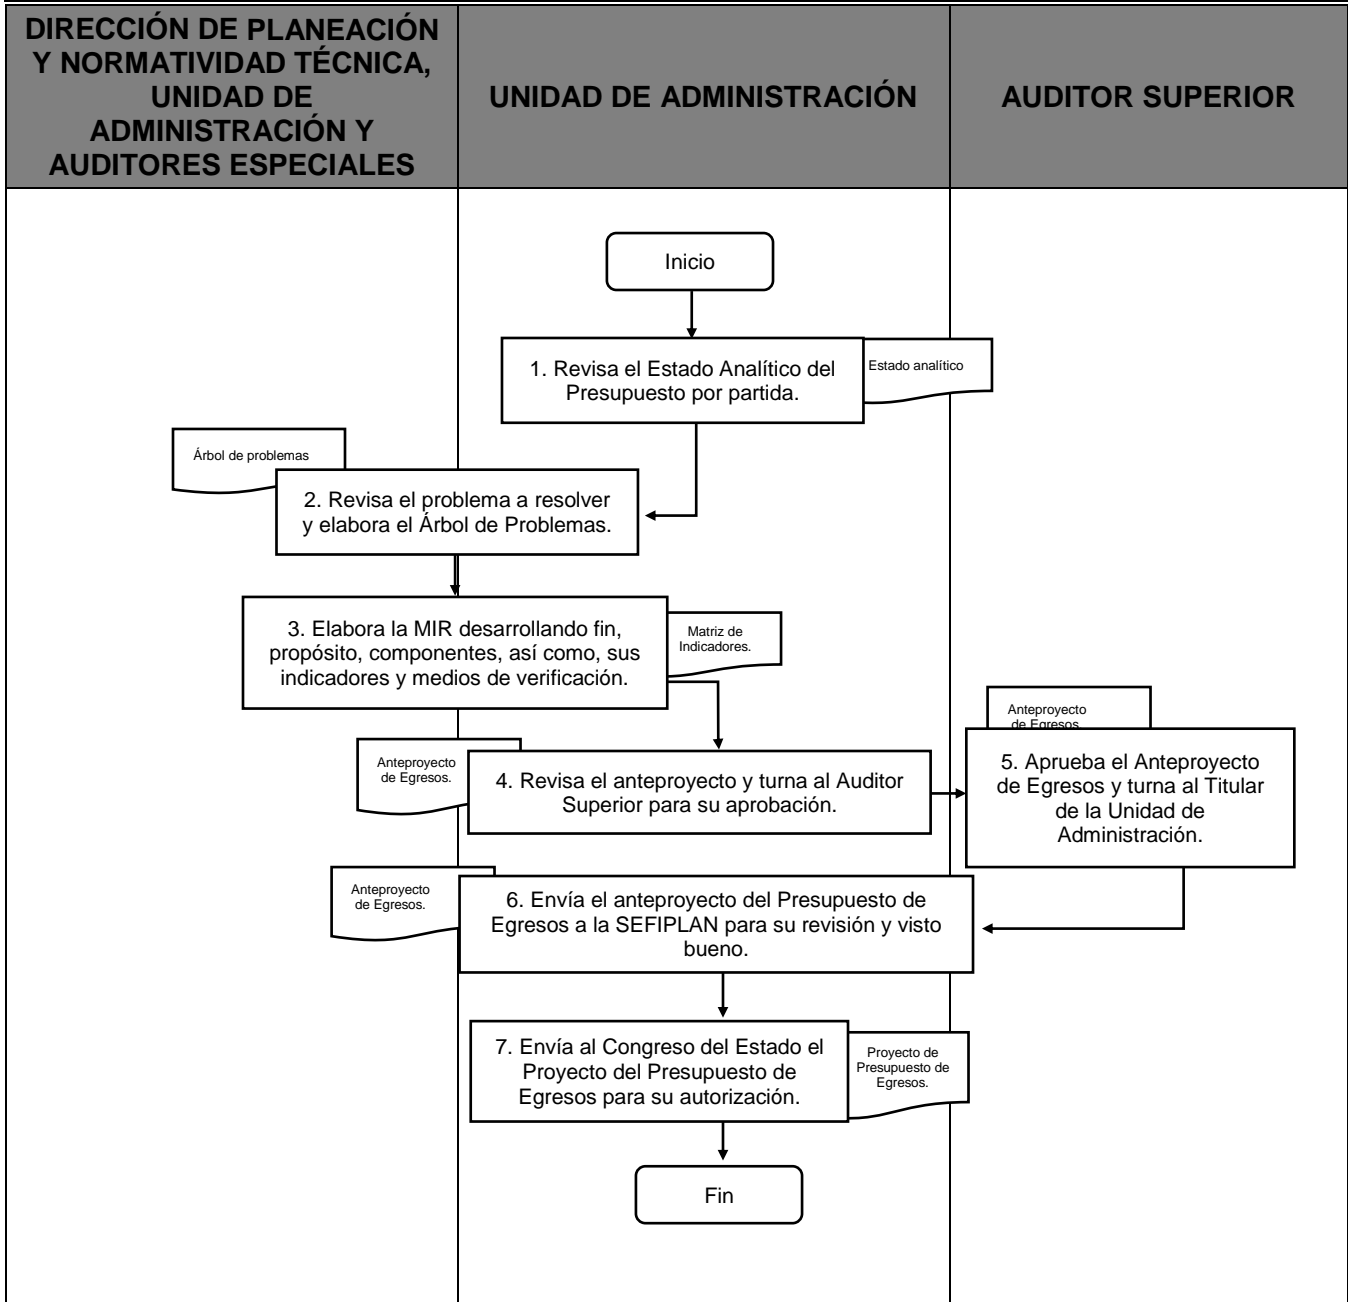 DIRECCIÓN DE PLANEACIÓN
Y NORMATIVIDAD TÉCNICA,
UNIDAD DE
ADMINISTRACIÓN Y
AUDITORES ESPECIALES
UNIDAD DE ADMINISTRACIÓN
AUDITOR SUPERIOR
Inicio
1. Revisa el Estado Analítico del
Presupuesto por partida.
Estado analítico
Árbol de problemas
2. Revisa el problema a resolver
y elabora el Árbol de Problemas.
3. Elabora la MIR desarrollando fin,
propósito, componentes, así como, sus
indicadores y medios de verificación.
Matriz de
Indicadores.
Anteproyecto
de Egresos.
4. Revisa el anteproyecto y turna al Auditor
Superior para su aprobación.
Anteproyecto
de Egresos.
5. Aprueba el Anteproyecto
de Egresos y turna al Titular
de la Unidad de
Administración.
Anteproyecto
de Egresos.
6. Envía el anteproyecto del Presupuesto de
Egresos a la SEFIPLAN para su revisión y visto
bueno.
7. Envía al Congreso del Estado el
Proyecto del Presupuesto de
Egresos para su autorización.
Proyecto de
Presupuesto de
Egresos.
Fin